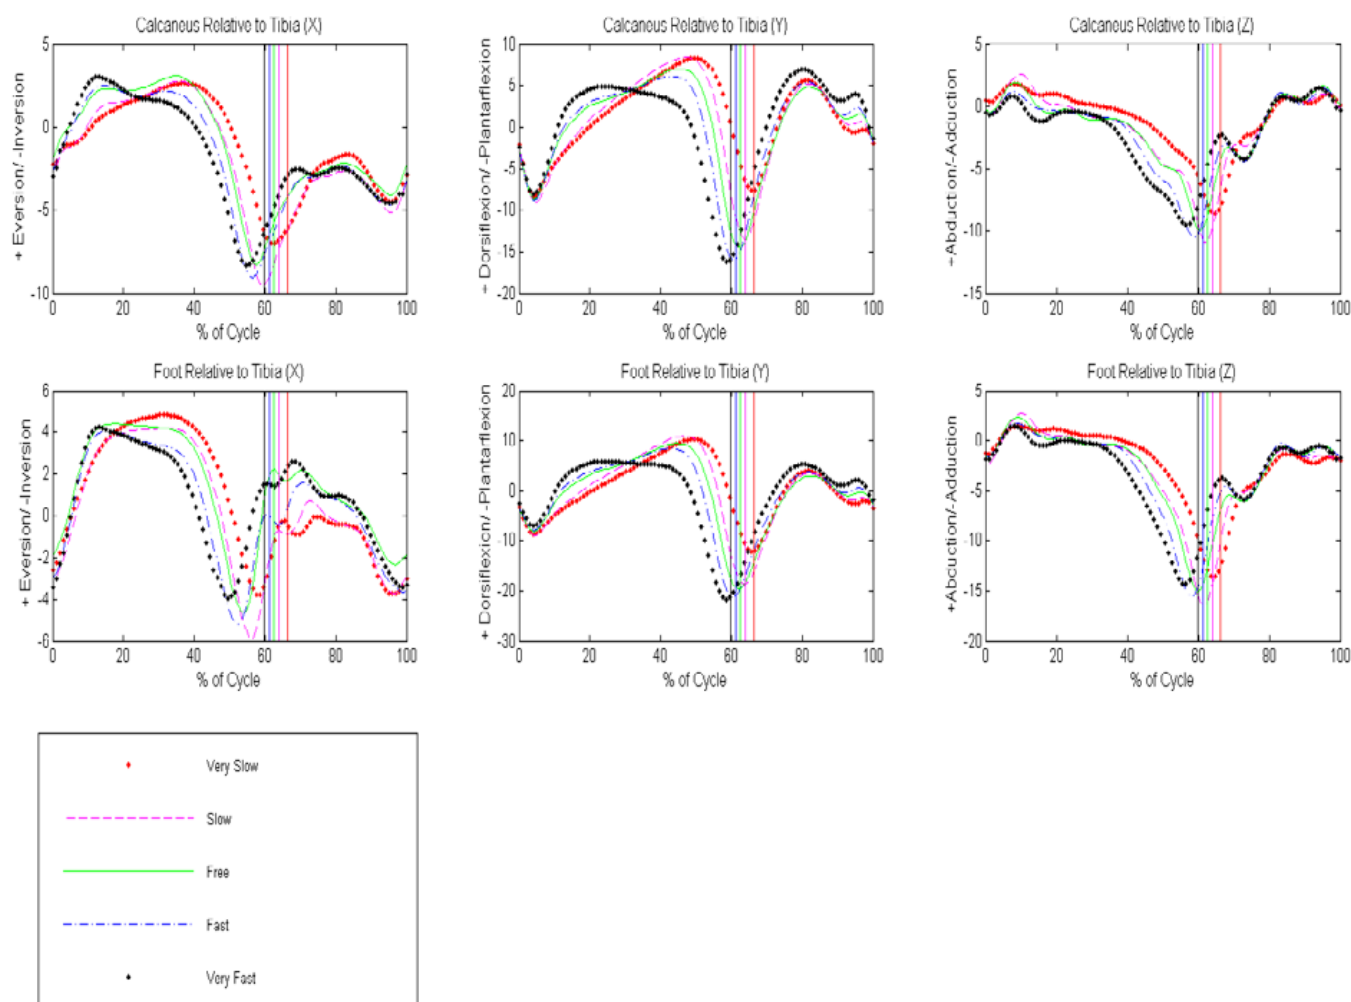 Calcaneus Relative to Tibia (X)
+ Eversion/ -Inversion
5
0
-5
-10
0 20 40 60 80 100
% of Cycle
Calcaneus Relative to Tibia (Y)
+ Dorsiflexion/ -Plantarflexion
10
5
0
-5
-10
-15
-20
0 20 40 60 80 100
% of Cycle
Calcaneus Relative to Tibia (Z)
+Abduction/-Adduction
5
0
-5
-10
-15
0 20 40 60 80 100
% of Cycle
Foot Relative to Tibia (X)
+ Eversion/ -Inversion
6
4
2
0
-2
-4
-6
0 20 40 60 80 100
% of Cycle
Foot Relative to Tibia (Y)
+ Dorsiflexion/ -Plantarflexion
20
10
0
-10
-20
-30
0 20 40 60 80 100
% of Cycle
Foot Relative to Tibia (Z)
+Abduction/-Adduction
5
0
-5
-10
-15
-20
0 20 40 60 80 100
% of Cycle
Very Slow
Slow
Free
Fast
Very Fast